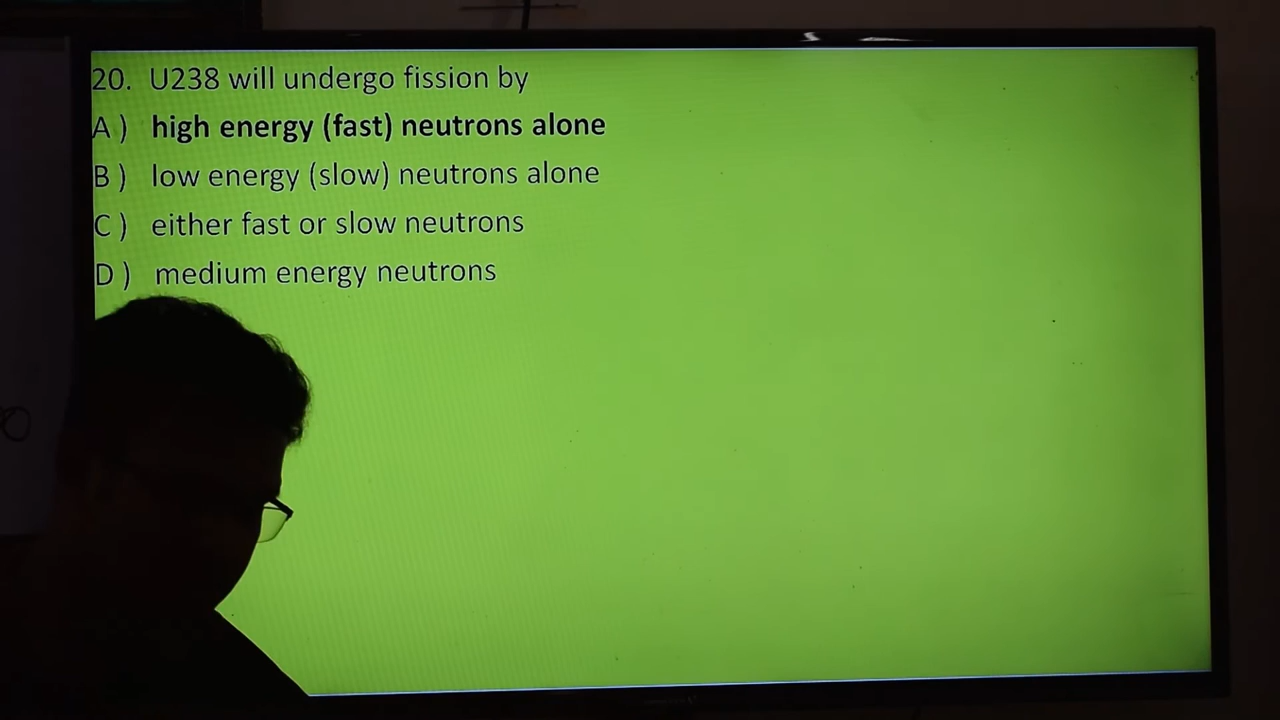 20. U238 will undergo fission by
A ) high energy (fast) neutrons alone
B ) low energy (slow) neutrons alone
C ) either fast or slow neutrons
D ) medium energy neutrons